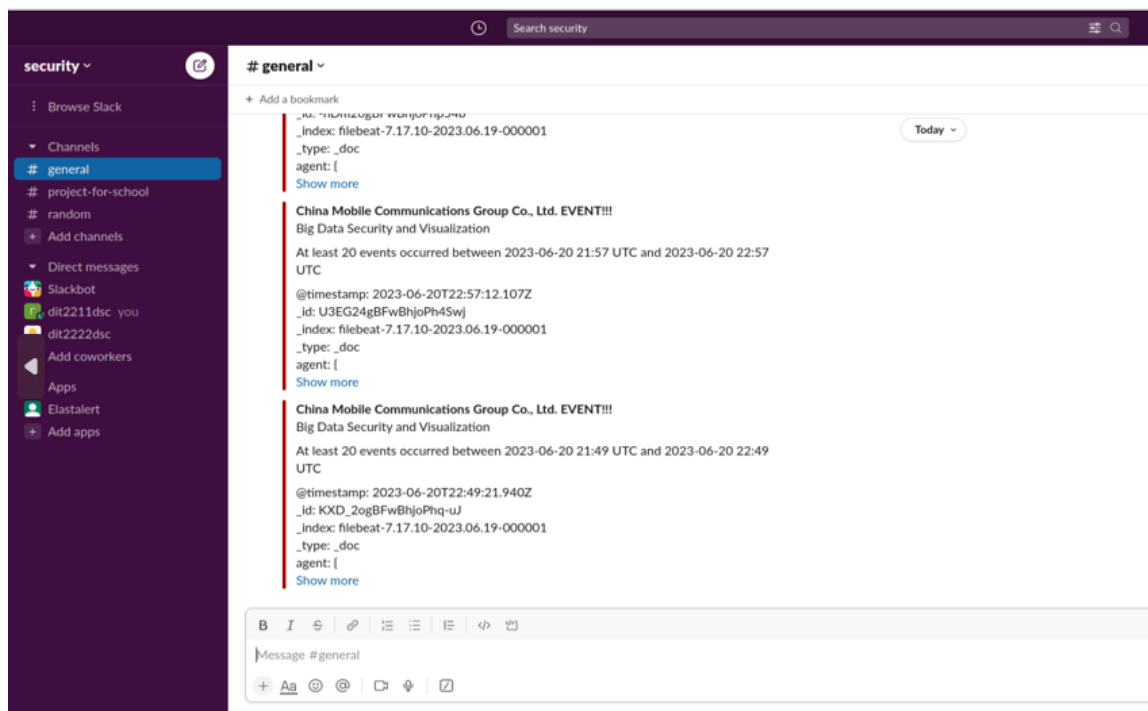 Search security
security
Browse Slack
Channels
# general
# project-for-school
# random
+ Add channels
Direct messages
Slackbot
dit2211dsc you
dit2222dsc
Add coworkers
Apps
Elastalert
+ Add apps
# general
+ Add a bookmark
Today
_index: filebeat-7.17.10-2023.06.19-000001
_type: _doc
agent: {
Show more
China Mobile Communications Group Co., Ltd. EVENT!!!
Big Data Security and Visualization
At least 20 events occurred between 2023-06-20 21:57 UTC and 2023-06-20 22:57
UTC
@timestamp: 2023-06-20T22:57:12.107Z
_id: U3EG24gBFwBhjoPh4Swj
_index: filebeat-7.17.10-2023.06.19-000001
_type: _doc
agent: {
Show more
China Mobile Communications Group Co., Ltd. EVENT!!!
Big Data Security and Visualization
At least 20 events occurred between 2023-06-20 21:49 UTC and 2023-06-20 22:49
UTC
@timestamp: 2023-06-20T22:49:21.940Z
_id: KXD_2ogBFwBhjoPhq-uJ
_index: filebeat-7.17.10-2023.06.19-000001
_type: _doc
agent: {
Show more
B I S
Message #general
+ Aa @